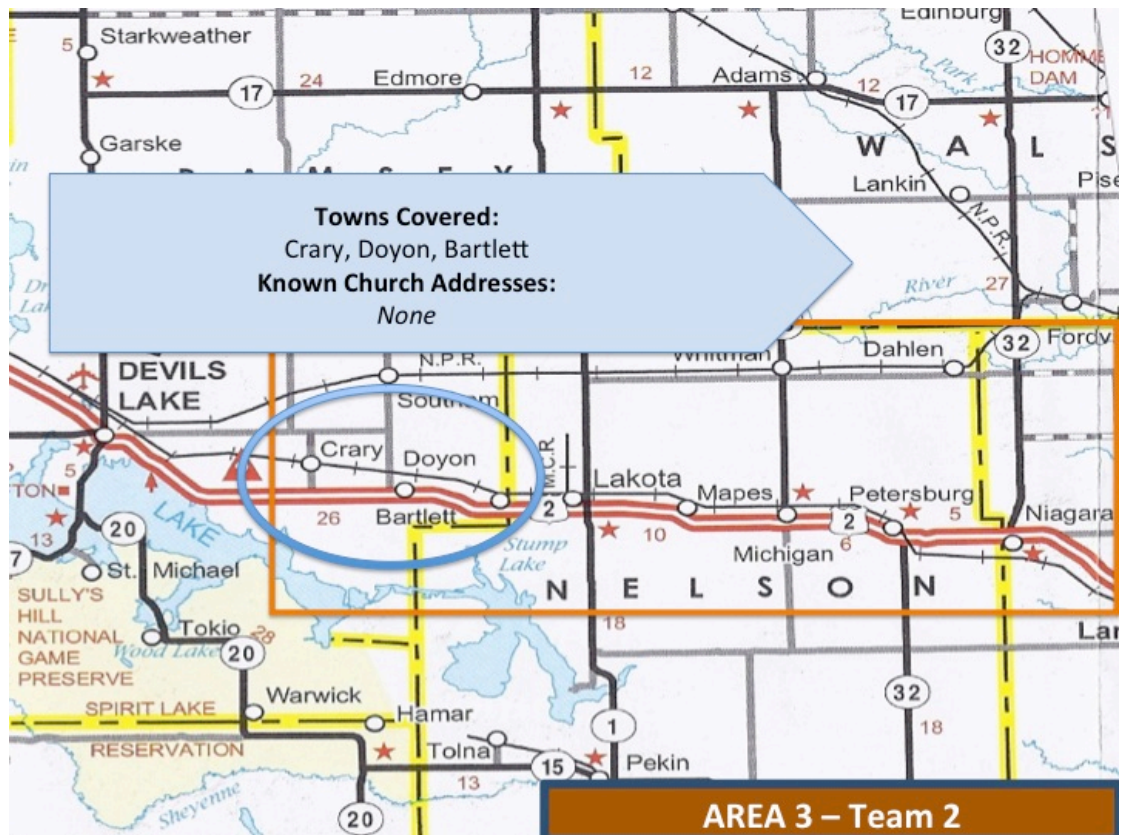 Edinburg
Starkweather
5
32
HOMME
DAM
Park
24
Edmore
12
Adams
12
17
17
Garske
W A L S
Lankin
N.P.R.
Towns Covered:
Crary, Doyon, Bartlett
Known Church Addresses:
None
River
27
DEVILS
LAKE
N.P.R.
Whitman
Dahlen
32
Southam
Crary
Doyon
M.C.R
Lakota
Mapes
Petersburg
5
Niagara
5
26
Bartlett
2
10
2
6
Michigan
LAKE
20
13
Stump
Lake
St. Michael
N E L S O N
SULLY'S
HILL
NATIONAL
GAME
PRESERVE
Tokio
28
Wood Lake
20
18
Warwick
SPIRIT LAKE
RESERVATION
Hamar
1
32
18
Tolna
15
Pekin
13
Sheyenne
20
AREA 3 – Team 2